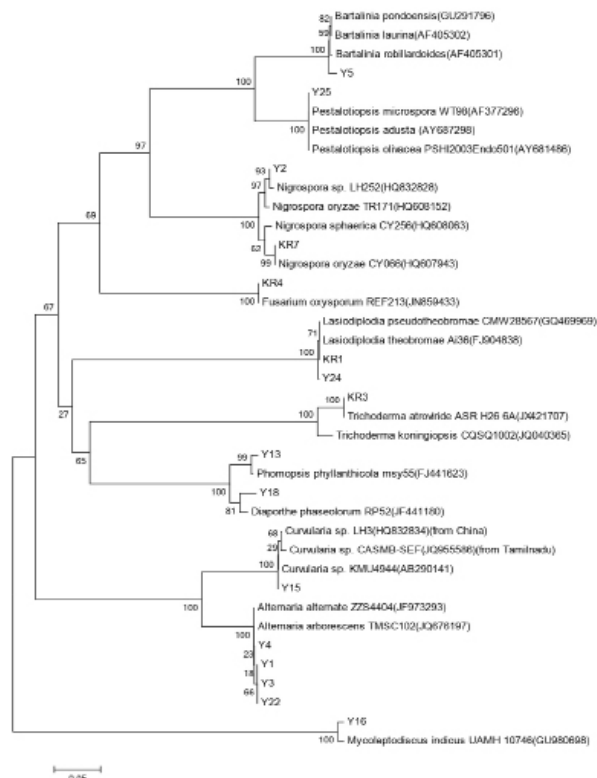 82
Bartalinia pondoensis(GU291796)
59
Bartalinia laurina(AF405302)
100
Bartalinia robillardoides(AF405301)
Y5
100
Y25
Pestalotiopsis microspora WT98(AF377296)
100
Pestalotiopsis adusta (AY687298)
Pestalotiopsis olivacea PSHI2003Endo501(AY681486)
97
93
Y2
97
Nigrospora sp. LH252(HQ832828)
Nigrospora oryzae TR171(HQ608152)
100
Nigrospora sphaerica CY256(HQ608063)
62
KR7
99
Nigrospora oryzae CY066(HQ607943)
69
KR4
100
Fusarium oxysporum REF213(JN859433)
67
Lasiodiplodia pseudotheobromae CMW28567(GQ469969)
71
Lasiodiplodia theobromae Ai36(FJ904838)
100
KR1
Y24
27
100
KR3
100
Trichoderma atroviride ASR H26 6A(JX421707)
Trichoderma koningiopsis CQSQ1002(JQ040365)
65
99
Y13
Phomopsis phyllanthicola msy55(FJ441623)
100
Y18
81
Diaporthe phaseolorum RP52(JF441180)
68
Curvularia sp. LH3(HQ832834)(from China)
29
Curvularia sp. CASMB-SEF(JQ955586)(from Tamilnadu)
100
Curvularia sp. KMU4944(AB290141)
Y15
100
Alternaria alternate ZZS4404(JF973293)
Alternaria arborescens TMSC102(JQ676197)
100
Y4
23
Y1
18
Y3
66
Y22
Y16
100
Mycoleptodiscus indicus UAMH 10746(GU980698)